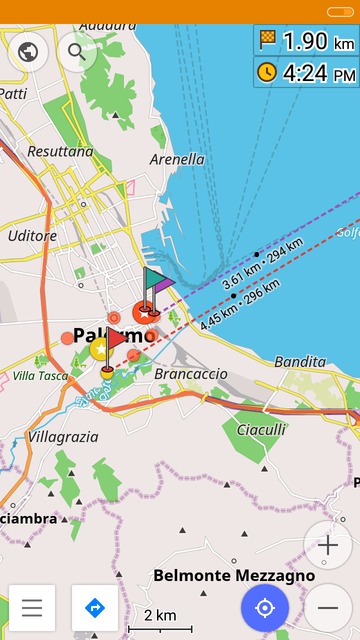 Addaura
1.90 km
4:24 PM
Patti
Resuttana
Arenella
Uditore
Golfo
3.61 km • 294 km
4.45 km • 296 km
Palermo
Bandita
Villa Tasca
Brancaccio
Ciaculli
Villagrazia
P
ciambra
Belmonte Mezzagno
2 km